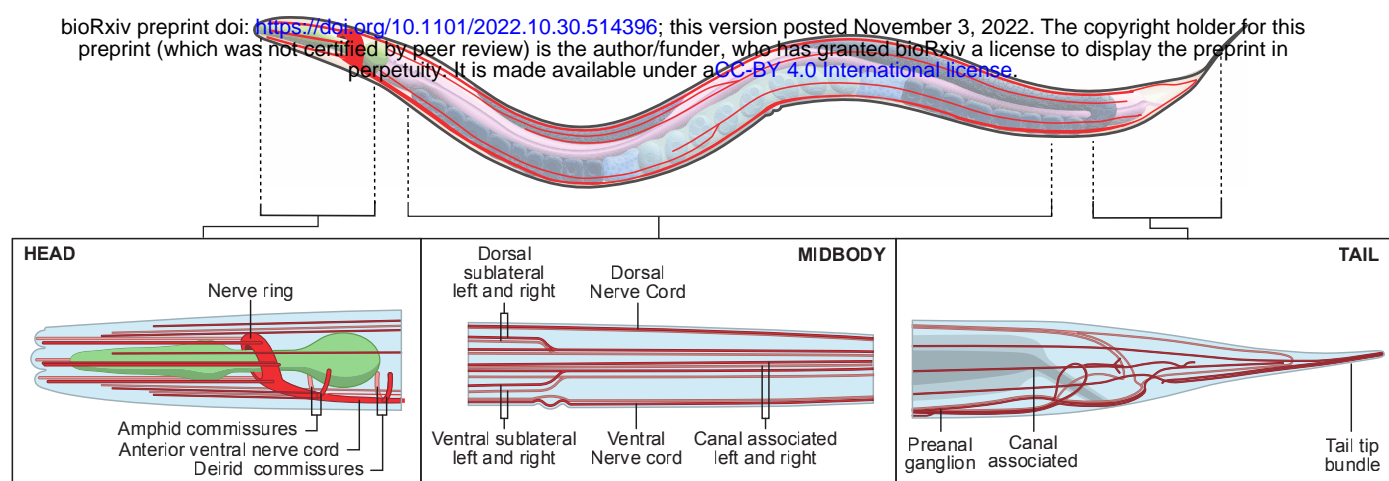 bioRxiv preprint doi: https://doi.org/10.1101/2022.10.30.514396; this version posted November 3, 2022. The copyright holder for this
preprint (which was not certified by peer review) is the author/funder, who has granted bioRxiv a license to display the preprint in
perpetuity. It is made available under aCC-BY 4.0 International license.
HEAD
Nerve ring
Amphid commissures
Anterior ventral nerve cord
Deirid commissures
MIDBODY
Dorsal
sublateral
left and right
Dorsal
Nerve Cord
Ventral sublateral
left and right
Ventral
Nerve cord
Canal associated
left and right
TAIL
Preanal
ganglion
Canal
associated
Tail tip
bundle